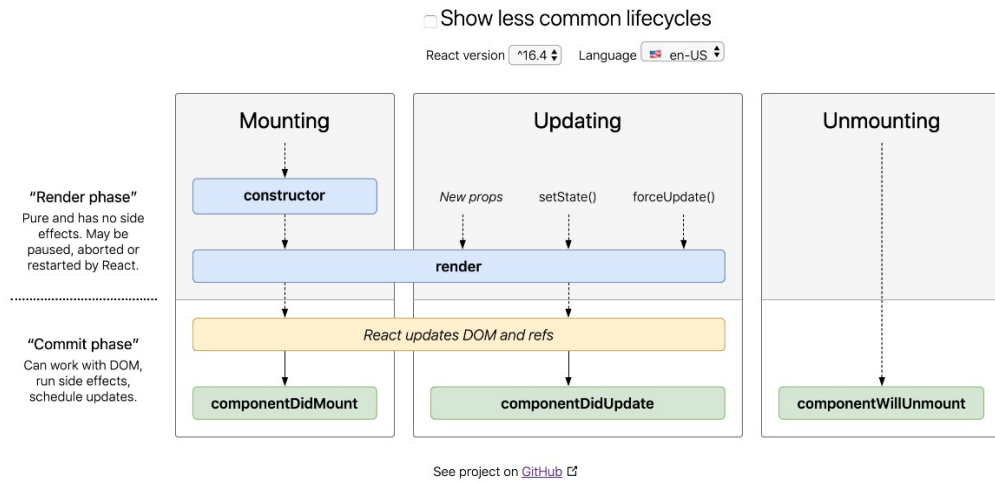 Show less common lifecycles
React version ^16.4 Language en-US
Mounting
Updating
Unmounting
“Render phase”
Pure and has no side
effects. May be
paused, aborted or
restarted by React.
constructor
New props
setState()
forceUpdate()
render
“Commit phase”
Can work with DOM,
run side effects,
schedule updates.
React updates DOM and refs
componentDidMount
componentDidUpdate
componentWillUnmount
See project on GitHub